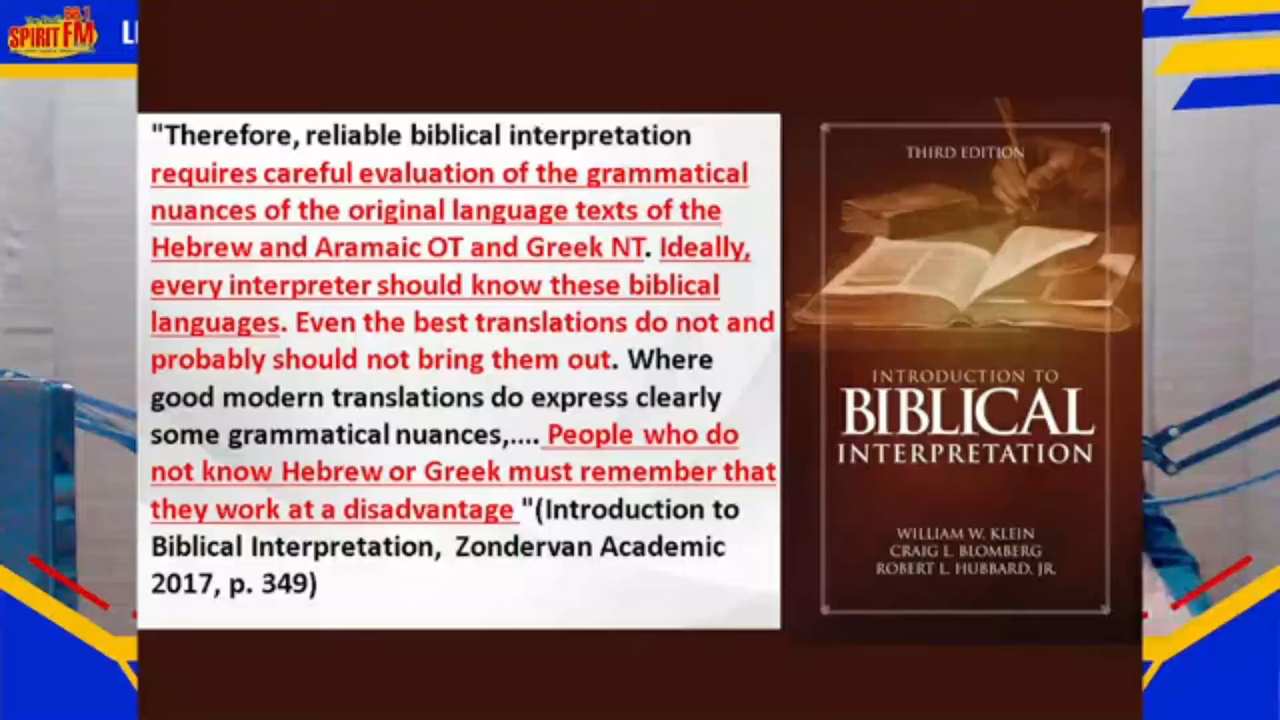 SPIRIT FM
"Therefore, reliable biblical interpretation
requires careful evaluation of the grammatical
nuances of the original language texts of the
Hebrew and Aramaic OT and Greek NT. Ideally,
every interpreter should know these biblical
languages. Even the best translations do not and
probably should not bring them out. Where
good modern translations do express clearly
some grammatical nuances,.... People who do
not know Hebrew or Greek must remember that
they work at a disadvantage "(Introduction to
Biblical Interpretation, Zondervan Academic
2017, p. 349)
THIRD EDITION
INTRODUCTION TO
BIBLICAL
INTERPRETATION
WILLIAM W. KLEIN
CRAIG L. BLOMBERG
ROBERT L. HUBBARD, JR.